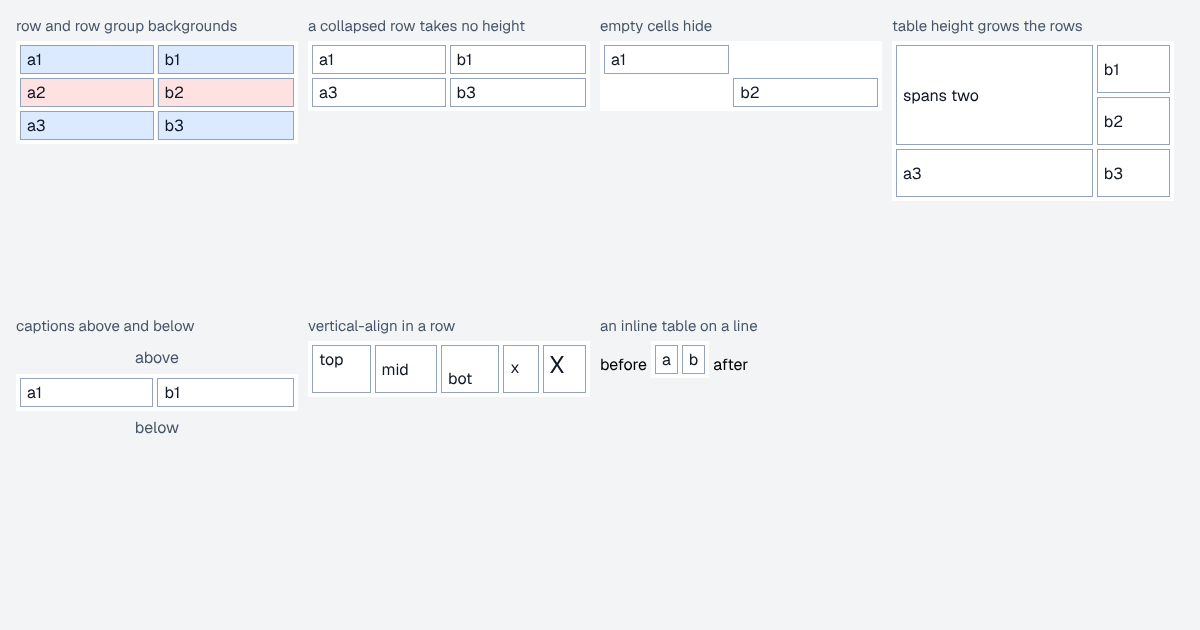 row and row group backgrounds
a1 b1
a2 b2
a3 b3
a collapsed row takes no height
a1 b1
a3 b3
empty cells hide
a1
b2
table height grows the rows
spans two b1
b2
a3 b3
captions above and below
above
a1 b1
below
vertical-align in a row
top mid bot x X
an inline table on a line
before a b after